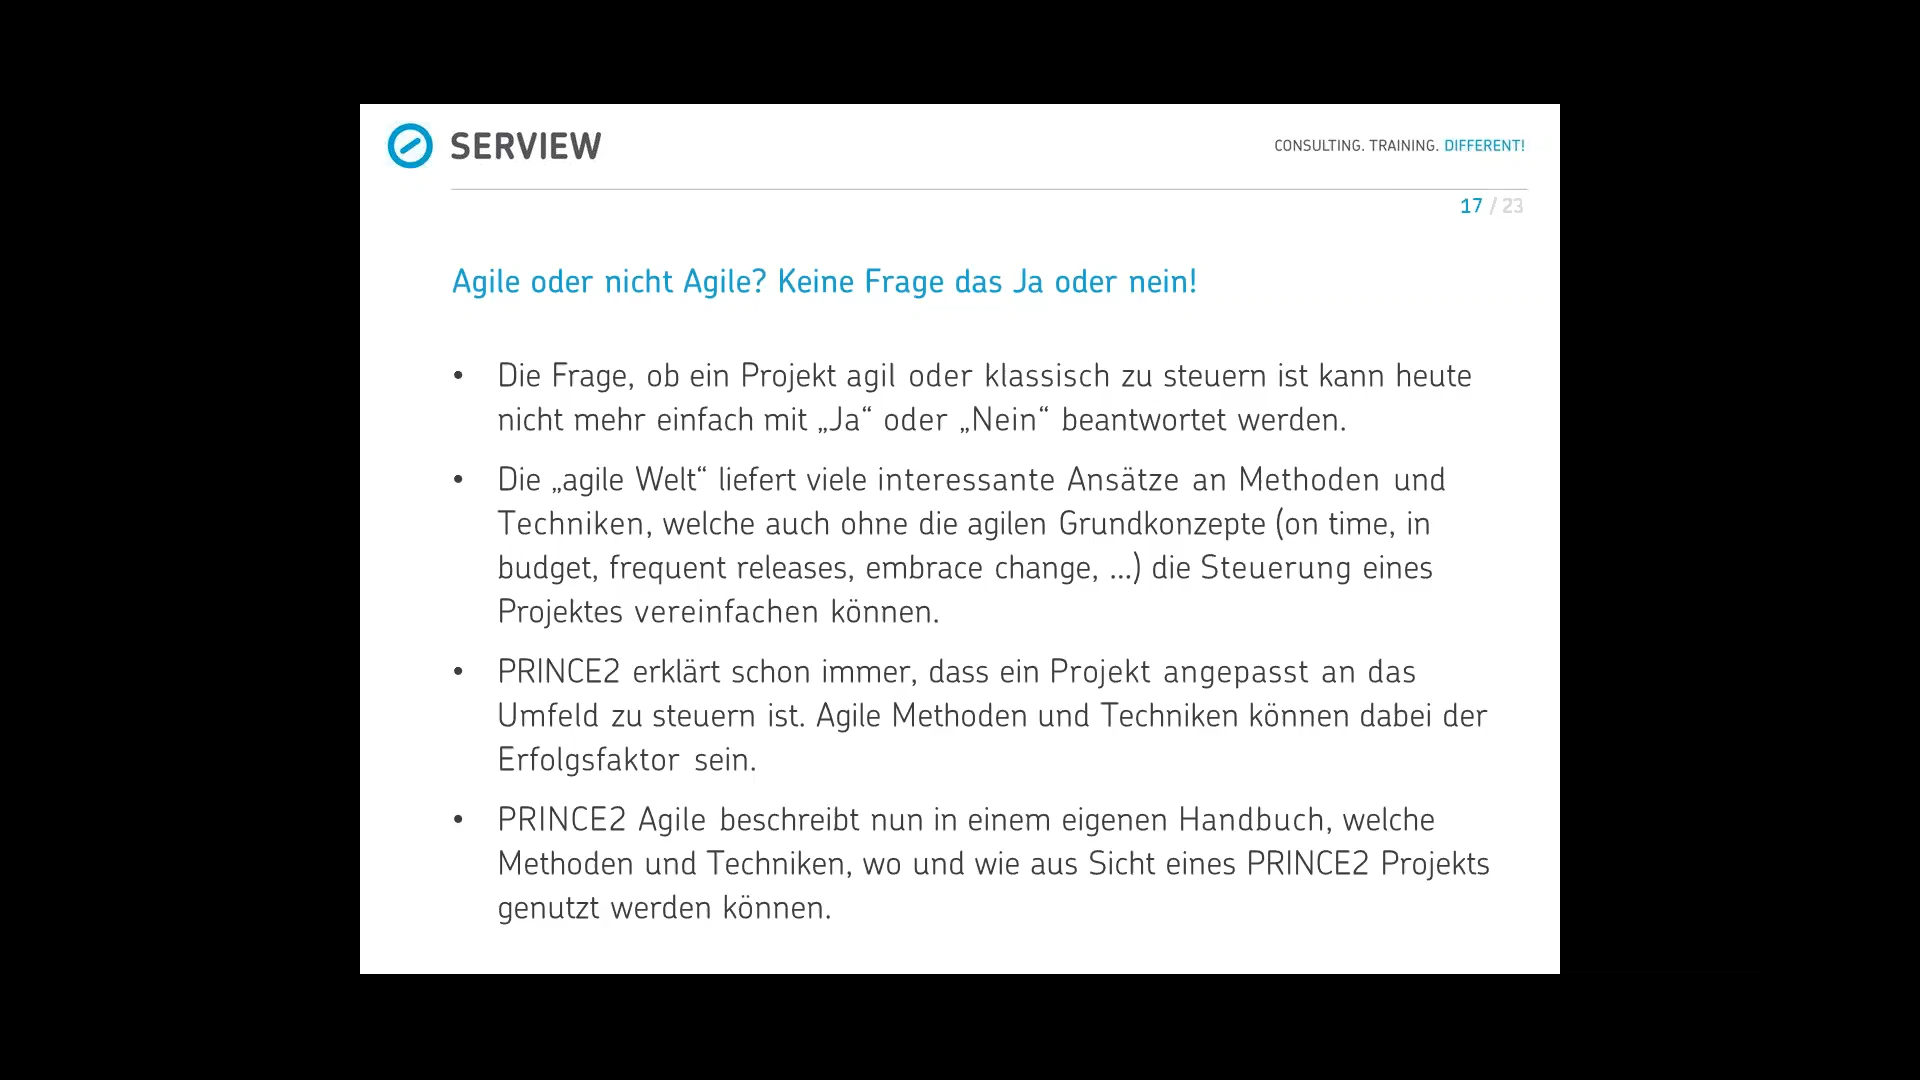 SERVIEW
CONSULTING. TRAINING. DIFFERENT!
17 / 23
Agile oder nicht Agile? Keine Frage das Ja oder nein!
• Die Frage, ob ein Projekt agil oder klassisch zu steuern ist kann heute
nicht mehr einfach mit „Ja“ oder „Nein“ beantwortet werden.
• Die „agile Welt“ liefert viele interessante Ansätze an Methoden und
Techniken, welche auch ohne die agilen Grundkonzepte (on time, in
budget, frequent releases, embrace change, ...) die Steuerung eines
Projektes vereinfachen können.
• PRINCE2 erklärt schon immer, dass ein Projekt angepasst an das
Umfeld zu steuern ist. Agile Methoden und Techniken können dabei der
Erfolgsfaktor sein.
• PRINCE2 Agile beschreibt nun in einem eigenen Handbuch, welche
Methoden und Techniken, wo und wie aus Sicht eines PRINCE2 Projekts
genutzt werden können.